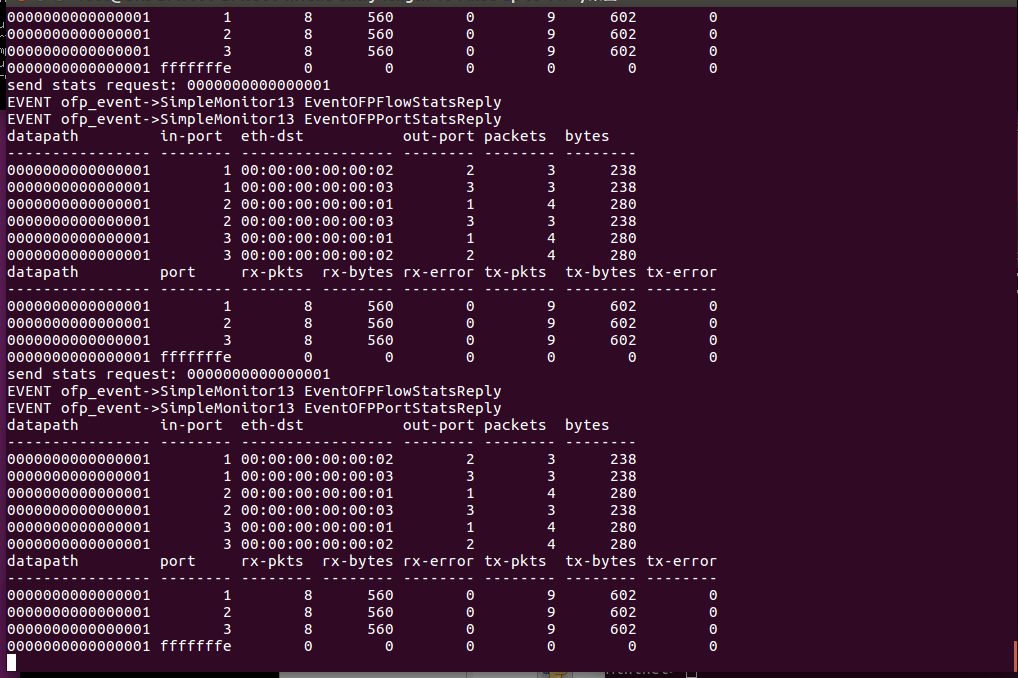 0000000000000001        1        8      560        0        9      602        0
0000000000000001        2        8      560        0        9      602        0
0000000000000001        3        8      560        0        9      602        0
0000000000000001 fffffffe        0        0        0        0        0        0
send stats request: 0000000000000001
EVENT ofp_event->SimpleMonitor13 EventOFPFlowStatsReply
EVENT ofp_event->SimpleMonitor13 EventOFPPortStatsReply
datapath         in-port  eth-dst           out-port packets  bytes
---------------- -------- ----------------- -------- -------- --------
0000000000000001        1 00:00:00:00:00:02        2        3      238
0000000000000001        1 00:00:00:00:00:03        3        3      238
0000000000000001        2 00:00:00:00:00:01        1        4      280
0000000000000001        2 00:00:00:00:00:03        3        3      238
0000000000000001        3 00:00:00:00:00:01        1        4      280
0000000000000001        3 00:00:00:00:00:02        2        4      280
datapath         port     rx-pkts  rx-bytes rx-error tx-pkts  tx-bytes tx-error
---------------- -------- -------- -------- -------- -------- -------- --------
0000000000000001        1        8      560        0        9      602        0
0000000000000001        2        8      560        0        9      602        0
0000000000000001        3        8      560        0        9      602        0
0000000000000001 fffffffe        0        0        0        0        0        0
send stats request: 0000000000000001
EVENT ofp_event->SimpleMonitor13 EventOFPFlowStatsReply
EVENT ofp_event->SimpleMonitor13 EventOFPPortStatsReply
datapath         in-port  eth-dst           out-port packets  bytes
---------------- -------- ----------------- -------- -------- --------
0000000000000001        1 00:00:00:00:00:02        2        3      238
0000000000000001        1 00:00:00:00:00:03        3        3      238
0000000000000001        2 00:00:00:00:00:01        1        4      280
0000000000000001        2 00:00:00:00:00:03        3        3      238
0000000000000001        3 00:00:00:00:00:01        1        4      280
0000000000000001        3 00:00:00:00:00:02        2        4      280
datapath         port     rx-pkts  rx-bytes rx-error tx-pkts  tx-bytes tx-error
---------------- -------- -------- -------- -------- -------- -------- --------
0000000000000001        1        8      560        0        9      602        0
0000000000000001        2        8      560        0        9      602        0
0000000000000001        3        8      560        0        9      602        0
0000000000000001 fffffffe        0        0        0        0        0        0